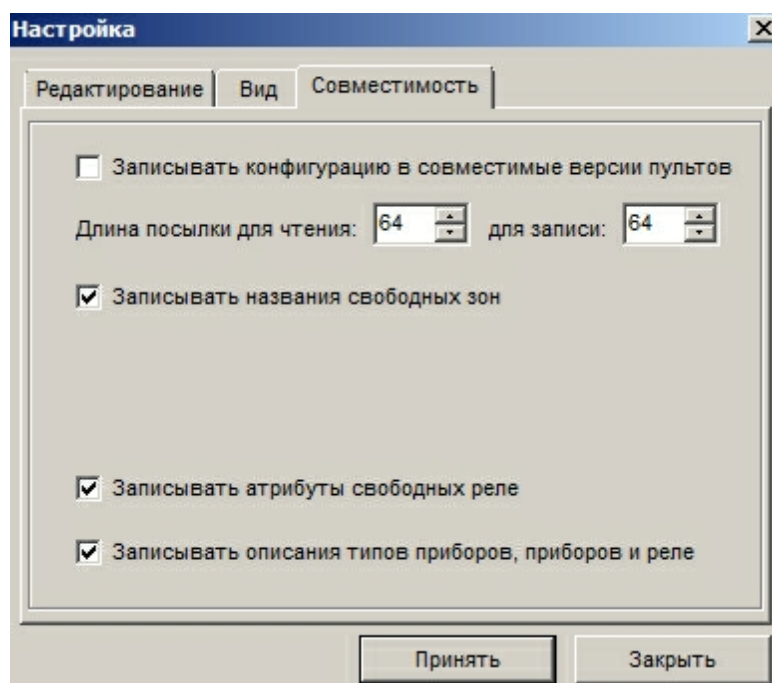 Настройка
Редактирование Вид Совместимость
Записывать конфигурацию в совместимые версии пультов
Длина посылки для чтения: 64 для записи: 64
Записывать названия свободных зон
Записывать атрибуты свободных реле
Записывать описания типов приборов, приборов и реле
Принять Закрыть